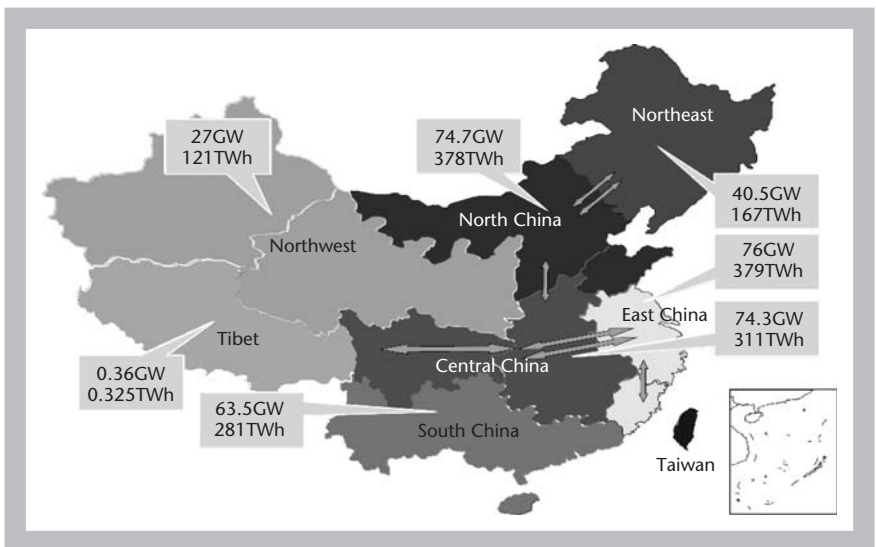 Northeast
27GW
121TWh
74.7GW
378TWh
40.5GW
167TWh
North China
Northwest
76GW
379TWh
East China
74.3GW
311TWh
Tibet
Central China
0.36GW
0.325TWh
63.5GW
281TWh
South China
Taiwan